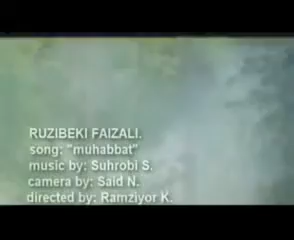 RUZIBEKI FAIZALI.
song: "muhabbat"
music by: Suhrobi S.
camera by: Said N.
directed by: Ramziyor K.